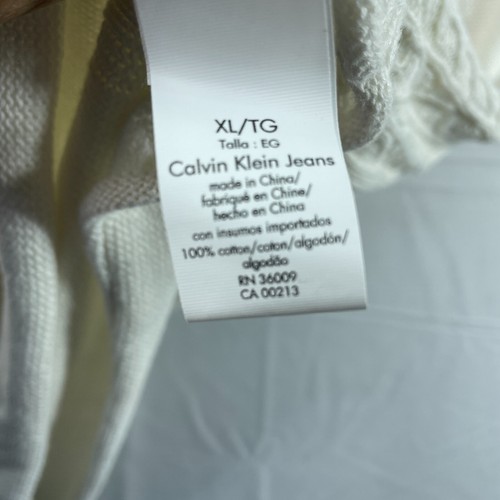 XL/TG
Talla : EG
Calvin Klein Jeans
made in China/
fabriqué en Chine/
hecho en China
con insumos importados
100% cotton/coton/algodón/
algodão
RN 36009
CA 00213